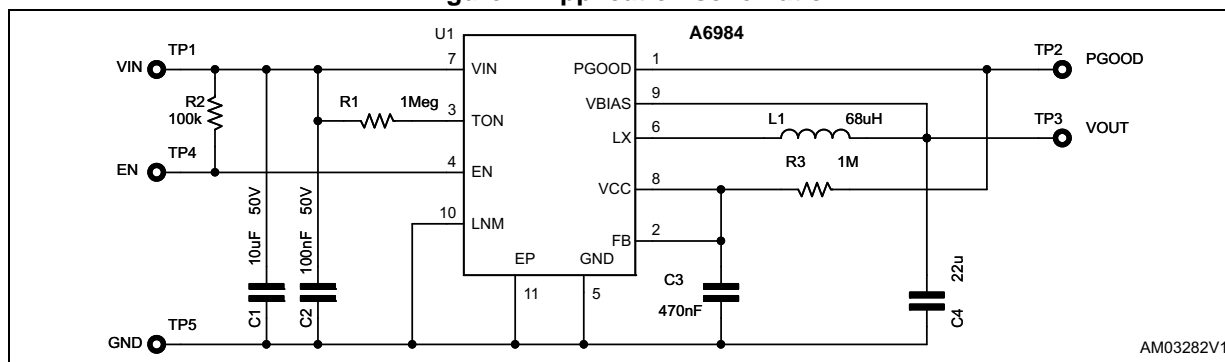 U1 A6984
TP1 TP2
VIN 7 VIN PGOOD 1 PGOOD
R2 R1 1Meg VBIAS 9
100k 3 TON L1 68uH TP3
LX 6 VOUT
TP4 R3 1M
EN 4 EN VCC 8
10uF 50V 100nF 50V
10 LNM FB 2
EP GND C3 22u
11 5 470nF
C1 C2 C4
TP5
GND
AM03282V1